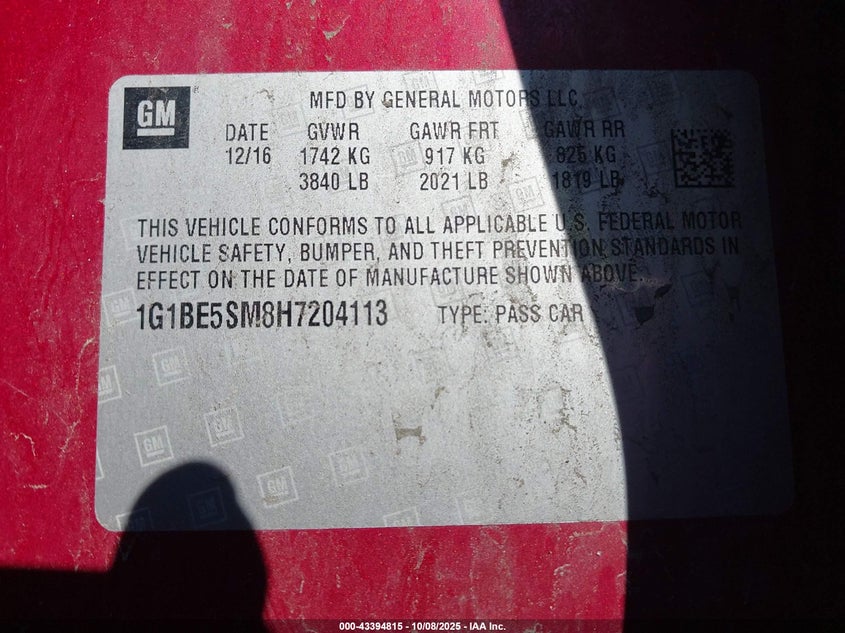 GM
MFD BY GENERAL MOTORS LLC
DATE GVWR GAWR FRT GAWR RR
12/16 1742 KG 917 KG 825 KG
3840 LB 2021 LB 1819 LB
THIS VEHICLE CONFORMS TO ALL APPLICABLE U.S. FEDERAL MOTOR
VEHICLE SAFETY, BUMPER, AND THEFT PREVENTION STANDARDS IN
EFFECT ON THE DATE OF MANUFACTURE SHOWN ABOVE.
1G1BE5SM8H7204113 TYPE: PASS CAR
000-43394815 - 10/08/2025 - IAA Inc.